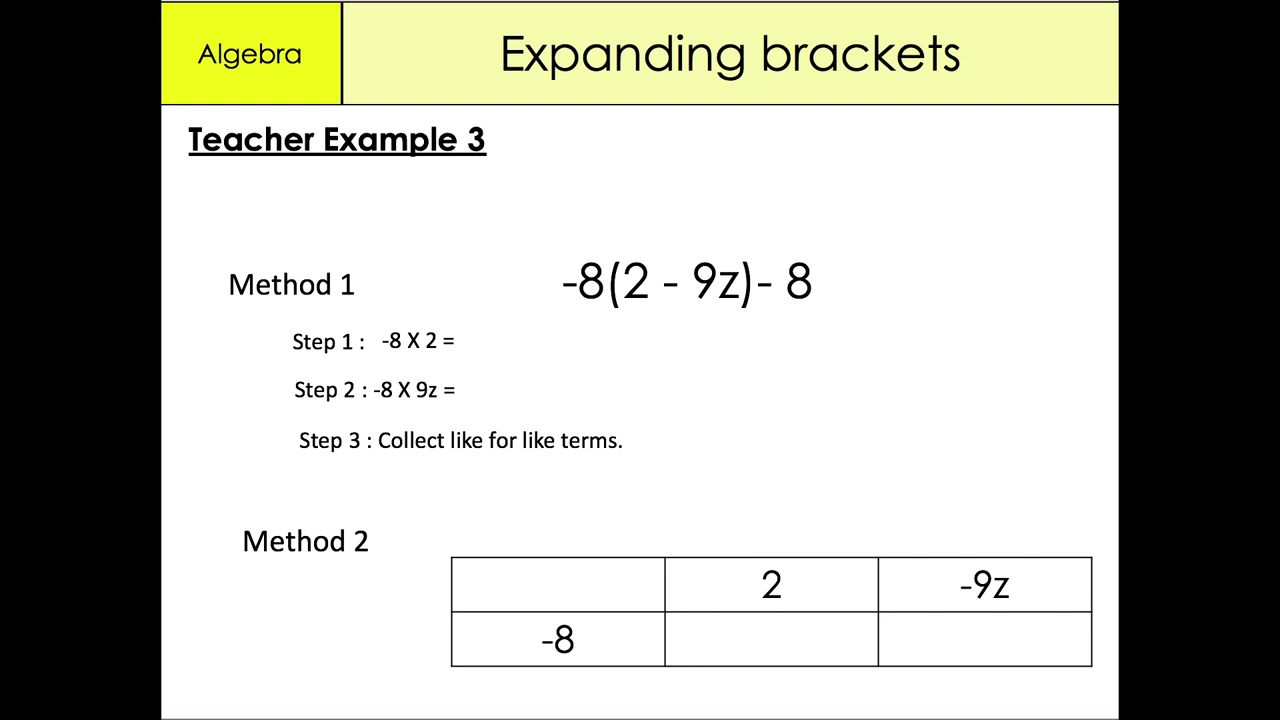 Algebra
Expanding brackets
Teacher Example 3
Method 1
-8(2 - 9z)- 8
Step 1 : -8 X 2 =
Step 2 : -8 X 9z =
Step 3 : Collect like for like terms.
Method 2
2 -9z
-8